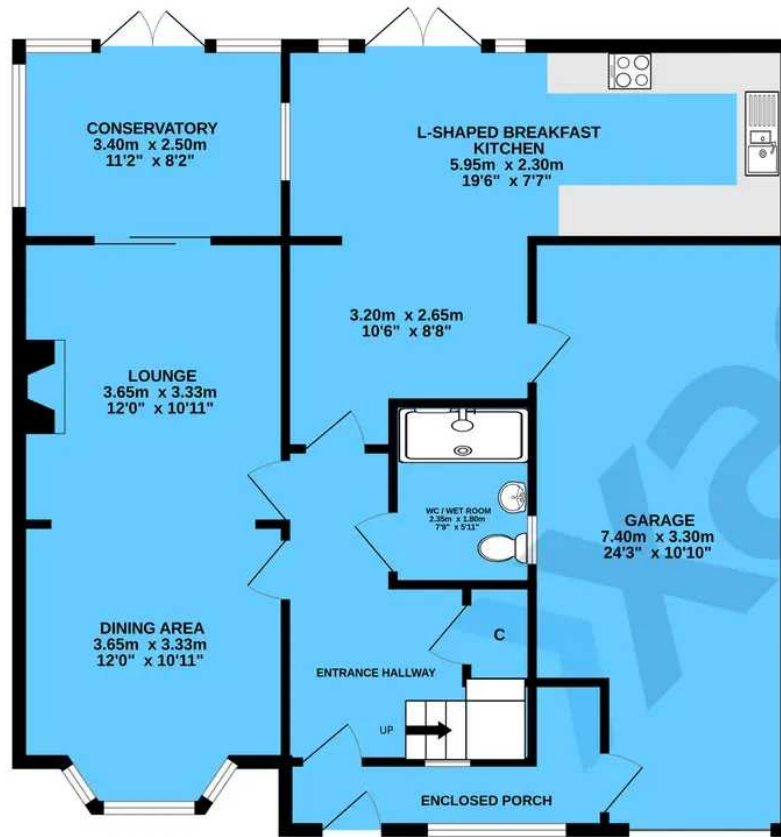 CONSERVATORY
3.40m x 2.50m
11'2" x 8'2"
L-SHAPED BREAKFAST
KITCHEN
5.95m x 2.30m
19'6" x 7'7"
3.20m x 2.65m
10'6" x 8'8"
LOUNGE
3.65m x 3.33m
12'0" x 10'11"
WC / WET ROOM
2.35m x 1.80m
7'9" x 5'11"
GARAGE
7.40m x 3.30m
24'3" x 10'10"
DINING AREA
3.65m x 3.33m
12'0" x 10'11"
C
ENTRANCE HALLWAY
UP
ENCLOSED PORCH